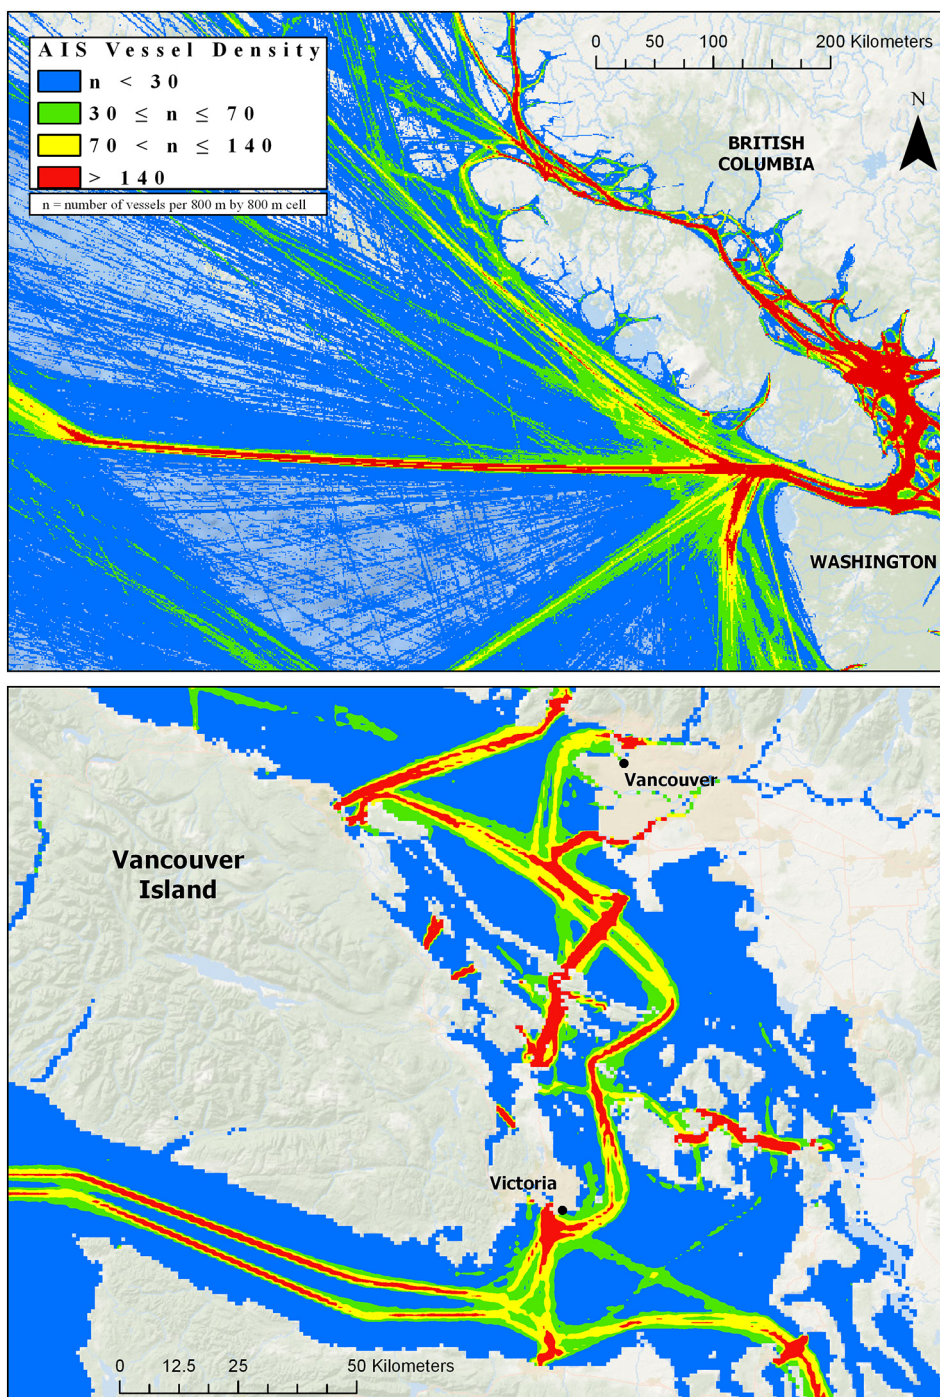 AIS Vessel Density
n < 30
30 ≤ n ≤ 70
70 < n ≤ 140
> 140
n = number of vessels per 800 m by 800 m cell
0 50 100 200 Kilometers
N
BRITISH
COLUMBIA
WASHINGTON
Vancouver
Vancouver
Island
Victoria
0 12.5 25 50 Kilometers